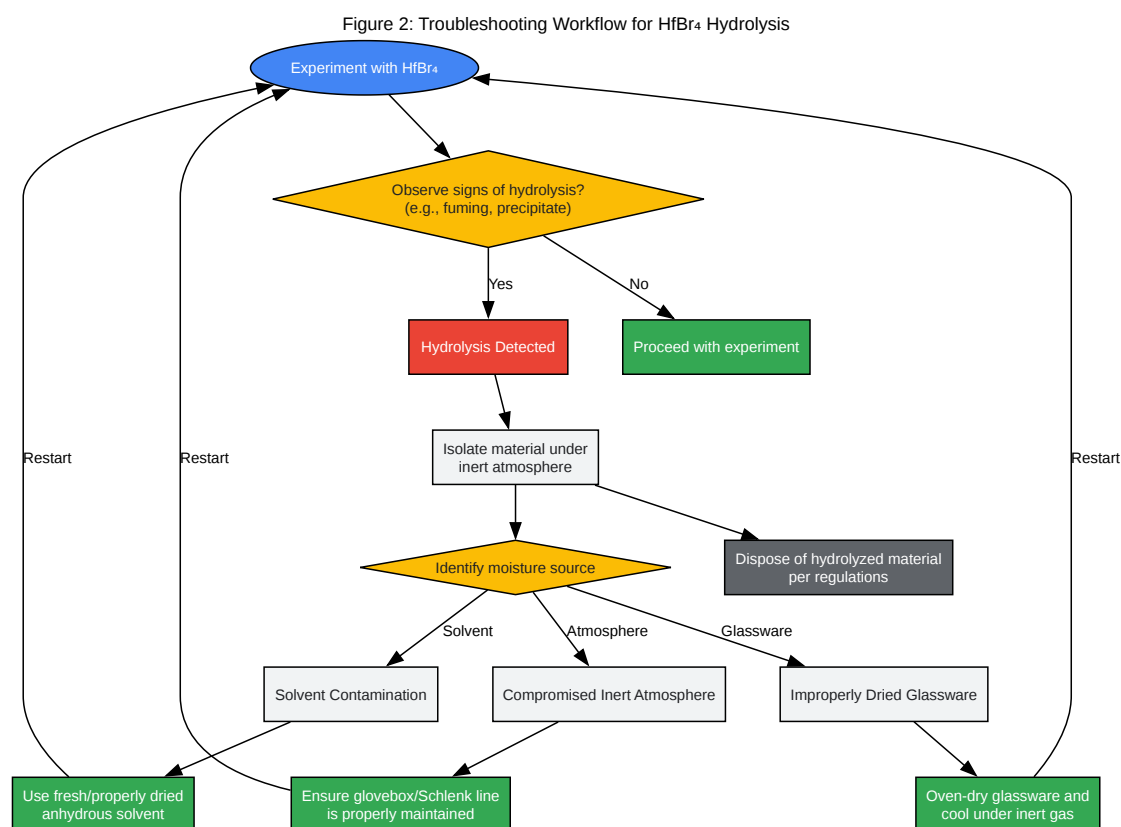 Figure 2: Troubleshooting Workflow for HfBr₄ Hydrolysis
Experiment with HfBr₄
Observe signs of hydrolysis?
(e.g., fuming, precipitate)
Yes
No
Hydrolysis Detected
Proceed with experiment
Restart
Restart
Restart
Isolate material under
inert atmosphere
Identify moisture source
Dispose of hydrolyzed material
per regulations
Solvent
Atmosphere
Glassware
Solvent Contamination
Compromised Inert Atmosphere
Improperly Dried Glassware
Use fresh/properly dried
anhydrous solvent
Ensure glovebox/Schlenk line
is properly maintained
Oven-dry glassware and
cool under inert gas